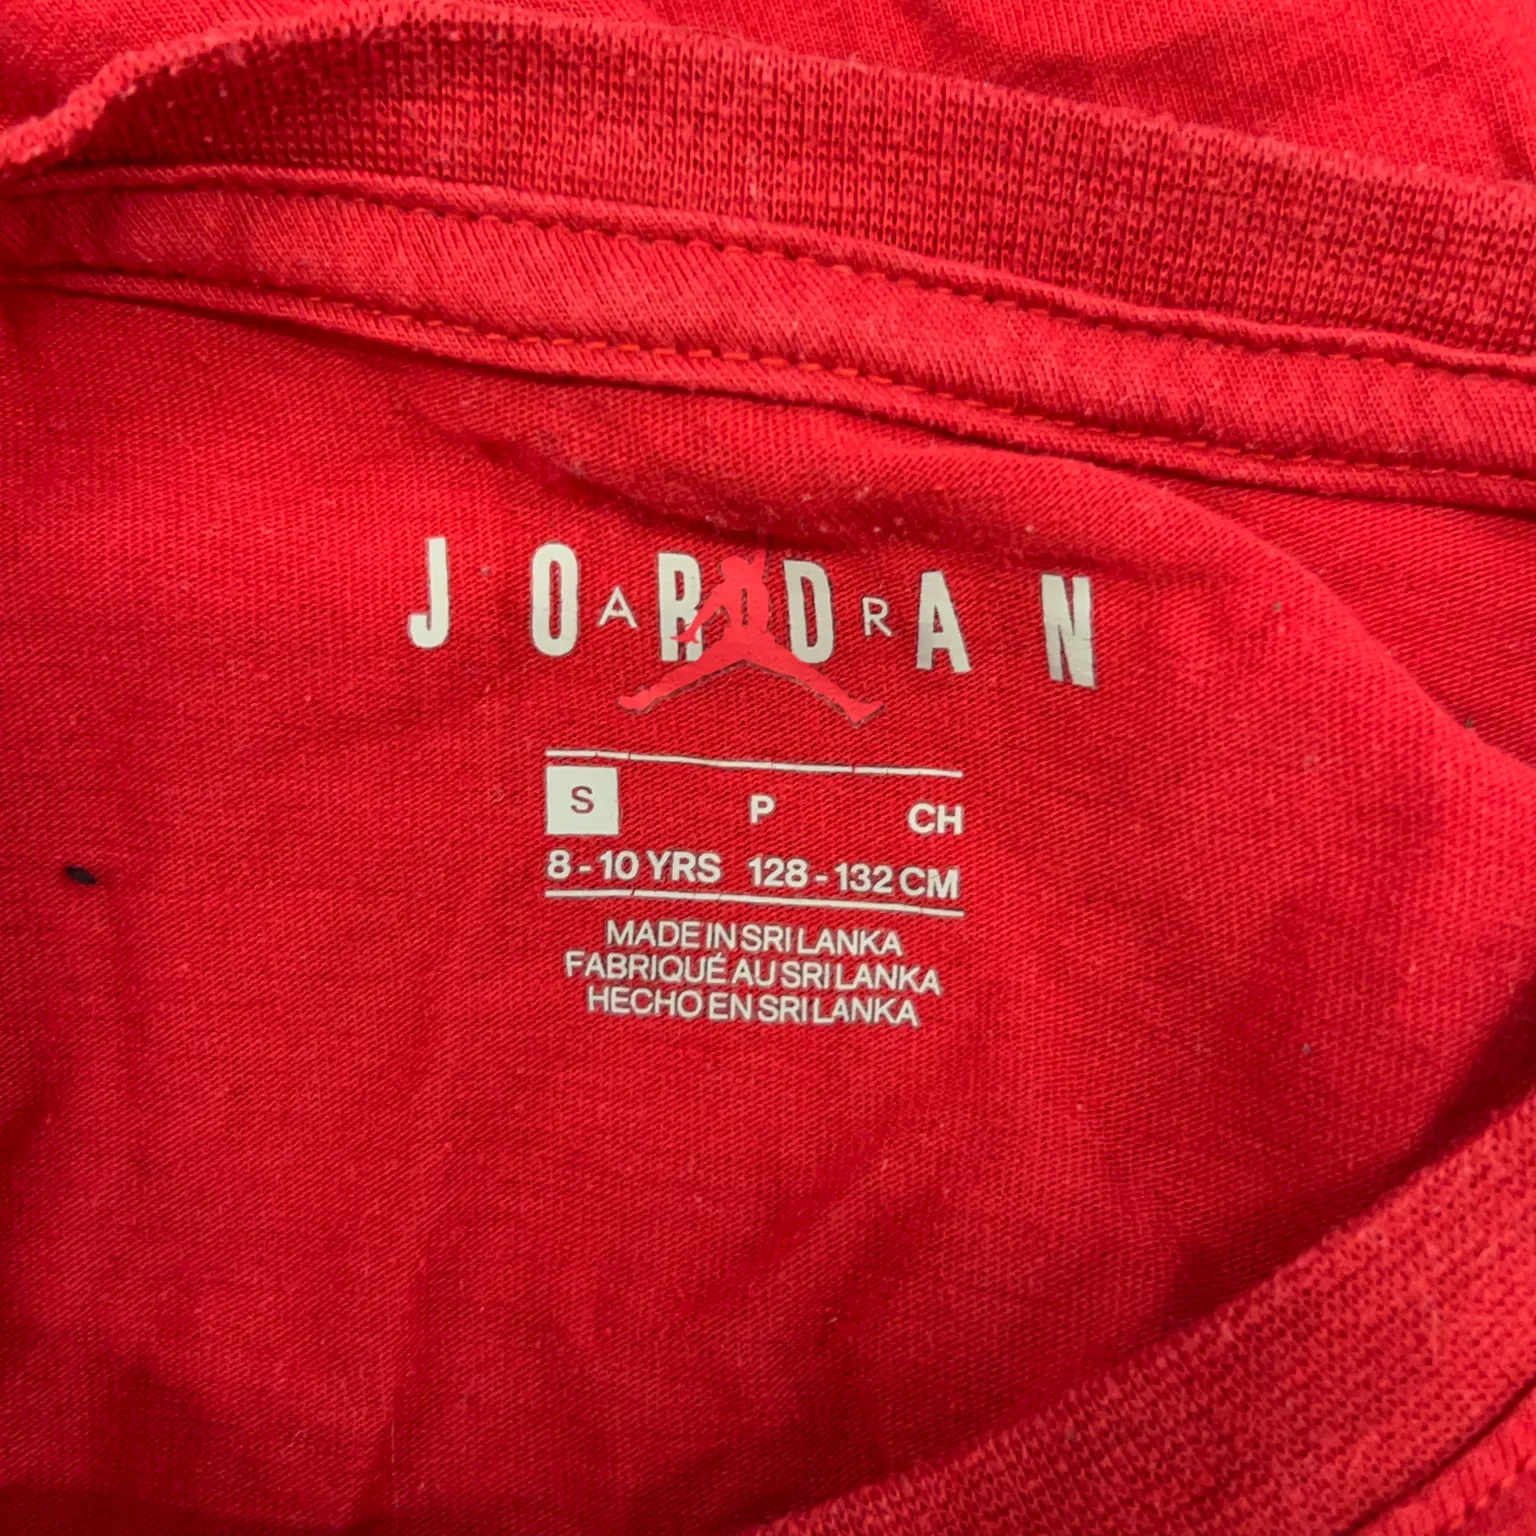 JORDAN
AIR
S P CH
8-10 YRS 128-132 CM
MADE IN SRI LANKA
FABRIQUÉ AU SRI LANKA
HECHO EN SRI LANKA